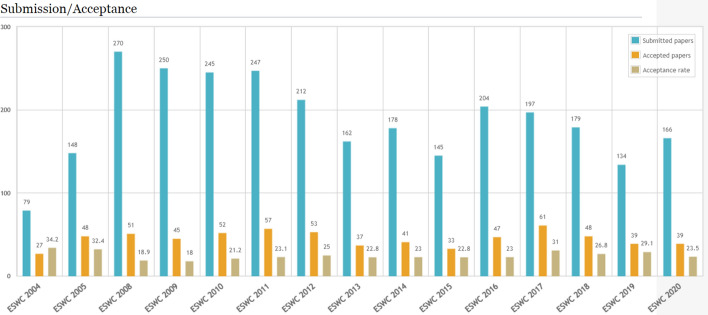 Submission/Acceptance
300
200
100
0
Submitted papers
Accepted papers
Acceptance rate
79 27 34.2
148 48 32.4
270 51 18.9
250 45 18
245 52 21.2
247 57 23.1
212 53 25
162 37 22.8
178 41 23
145 33 22.8
204 47 23
197 61 31
179 48 26.8
134 39 29.1
166 39 23.5
ESWC 2004
ESWC 2005
ESWC 2008
ESWC 2009
ESWC 2010
ESWC 2011
ESWC 2012
ESWC 2013
ESWC 2014
ESWC 2015
ESWC 2016
ESWC 2017
ESWC 2018
ESWC 2019
ESWC 2020